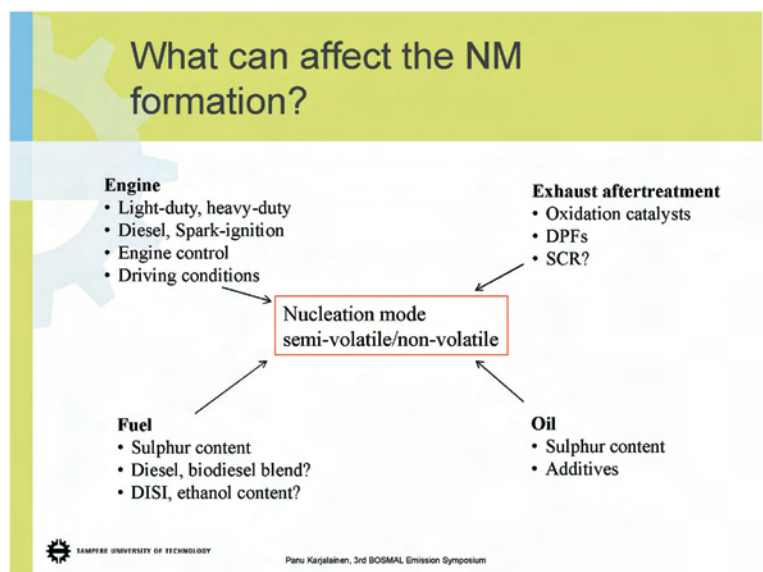 What can affect the NM
formation?
Engine
• Light-duty, heavy-duty
• Diesel, Spark-ignition
• Engine control
• Driving conditions
Exhaust aftertreatment
• Oxidation catalysts
• DPFs
• SCR?
Nucleation mode
semi-volatile/non-volatile
Fuel
• Sulphur content
• Diesel, biodiesel blend?
• DISI, ethanol content?
Oil
• Sulphur content
• Additives
TAMPERE UNIVERSITY OF TECHNOLOGY
Panu Karjalainen, 3rd BOSMAL Emission Symposium